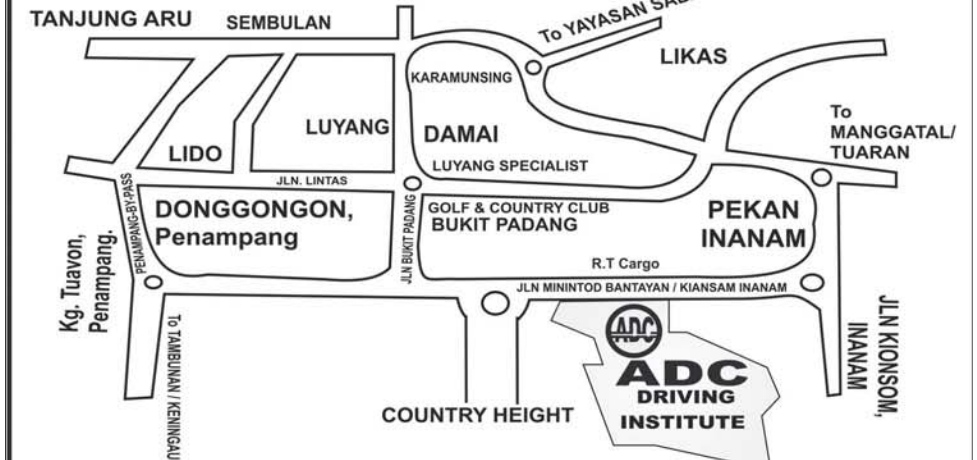 TANJUNG ARU
SEMBULAN
To YAYASAN
LIKAS
KARAMUNSING
To
MANGGATAL/
TUARAN
LUYANG
DAMAI
LIDO
LUYANG SPECIALIST
JLN. LINTAS
PENAMPANG-BY-PASS
DONGGONGON,
Penampang
JLN BUKIT PADANG
GOLF & COUNTRY CLUB
BUKIT PADANG
PEKAN
INANAM
Kg. Tuavon,
Penampang.
R.T Cargo
JLN MININTOD BANTAYAN / KIANSAM INANAM
JLN KIONSOM,
INANAM
To TAMBUNAN / KENINGAU
ADC
ADC
DRIVING
INSTITUTE
COUNTRY HEIGHT